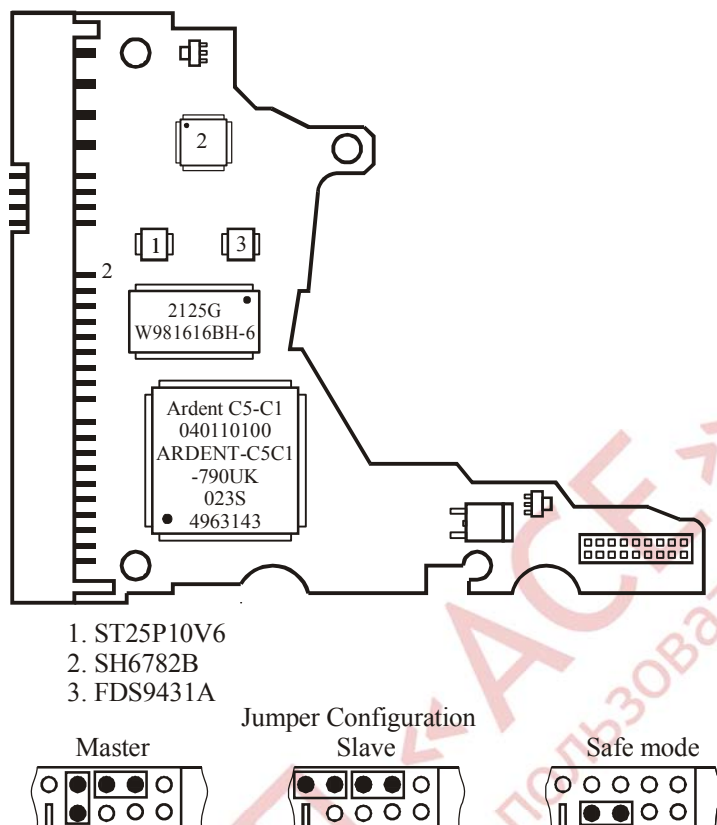 2
1
3
2
2125G
W981616BH-6
Ardent C5-C1
040110100
ARDENT-C5C1
-790UK
023S
4963143
1. ST25P10V6
2. SH6782B
3. FDS9431A
Jumper Configuration
Master
Slave
Safe mode
«АСЕ»